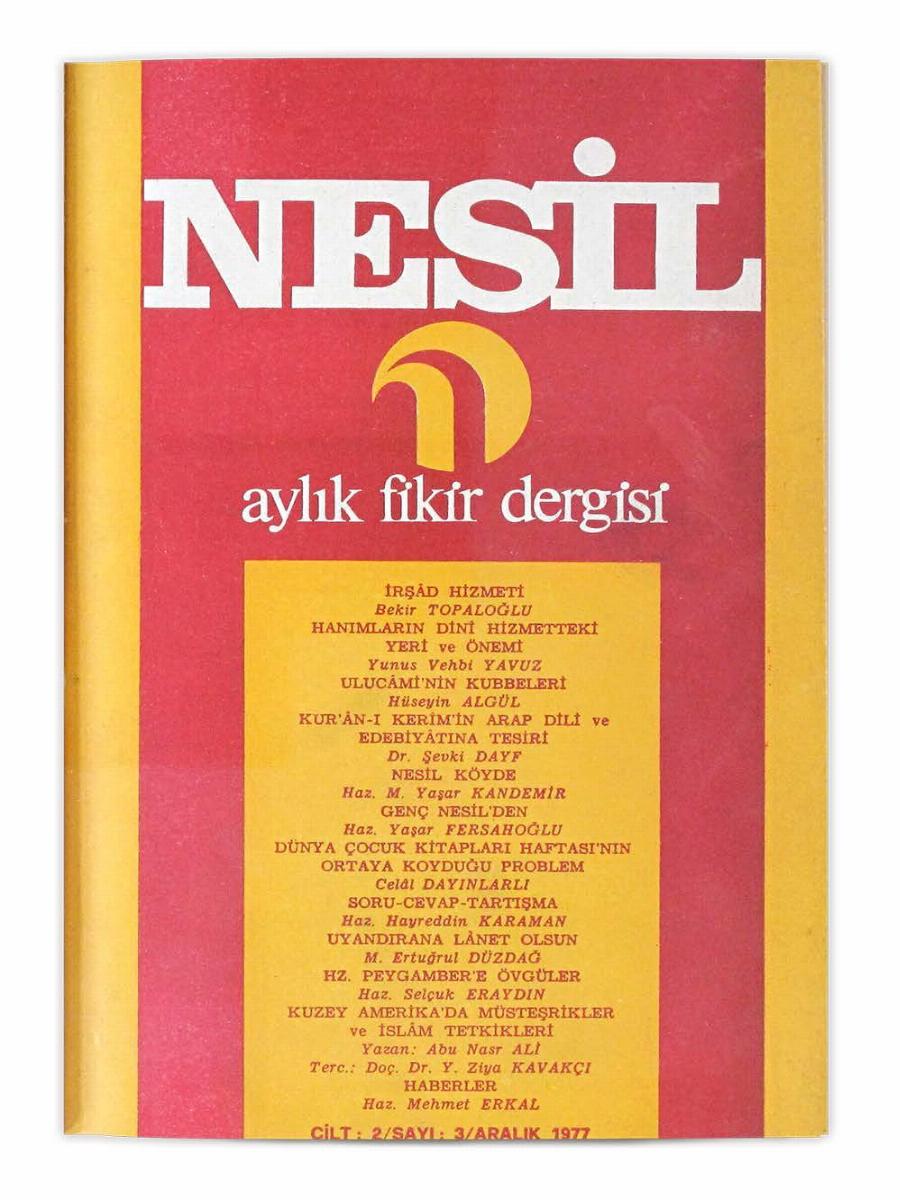 NESİL
aylık fikir dergisi
İRŞÂD HİZMETİ
Bekir TOPALOĞLU
HANIMLARIN DİNİ HİZMETTEKİ
YERİ ve ÖNEMİ
Yunus Vehbi YAVUZ
ULUCÂMİ'NİN KUBBELERİ
Hüseyin ALGÜL
KUR'ÂN-I KERİM'İN ARAP DİLİ ve
EDEBİYÂTINA TESİRİ
Dr. Şevki DAYF
NESİL KÖYDE
Haz. M. Yaşar KANDEMİR
GENÇ NESİL'DEN
Haz. Yaşar FERSAHOĞLU
DÜNYA ÇOCUK KİTAPLARI HAFTASI'NIN
ORTAYA KOYDUĞU PROBLEM
Celâl DAYINLARLI
SORU-CEVAP-TARTIŞMA
Haz. Hayreddin KARAMAN
UYANDIRANA LÂNET OLSUN
M. Ertuğrul DÜZDAĞ
HZ. PEYGAMBER'E ÖVGÜLER
Haz. Selçuk ERAYDIN
KUZEY AMERİKA'DA MÜSTEŞRİKLER
ve İSLÂM TETKİKLERİ
Yazan: Abu Nasr ALİ
Terc.: Doç. Dr. Y. Ziya KAVAKÇI
HABERLER
Haz. Mehmet ERKAL
CİLT : 2/SAYI : 3/ARALIK 1977